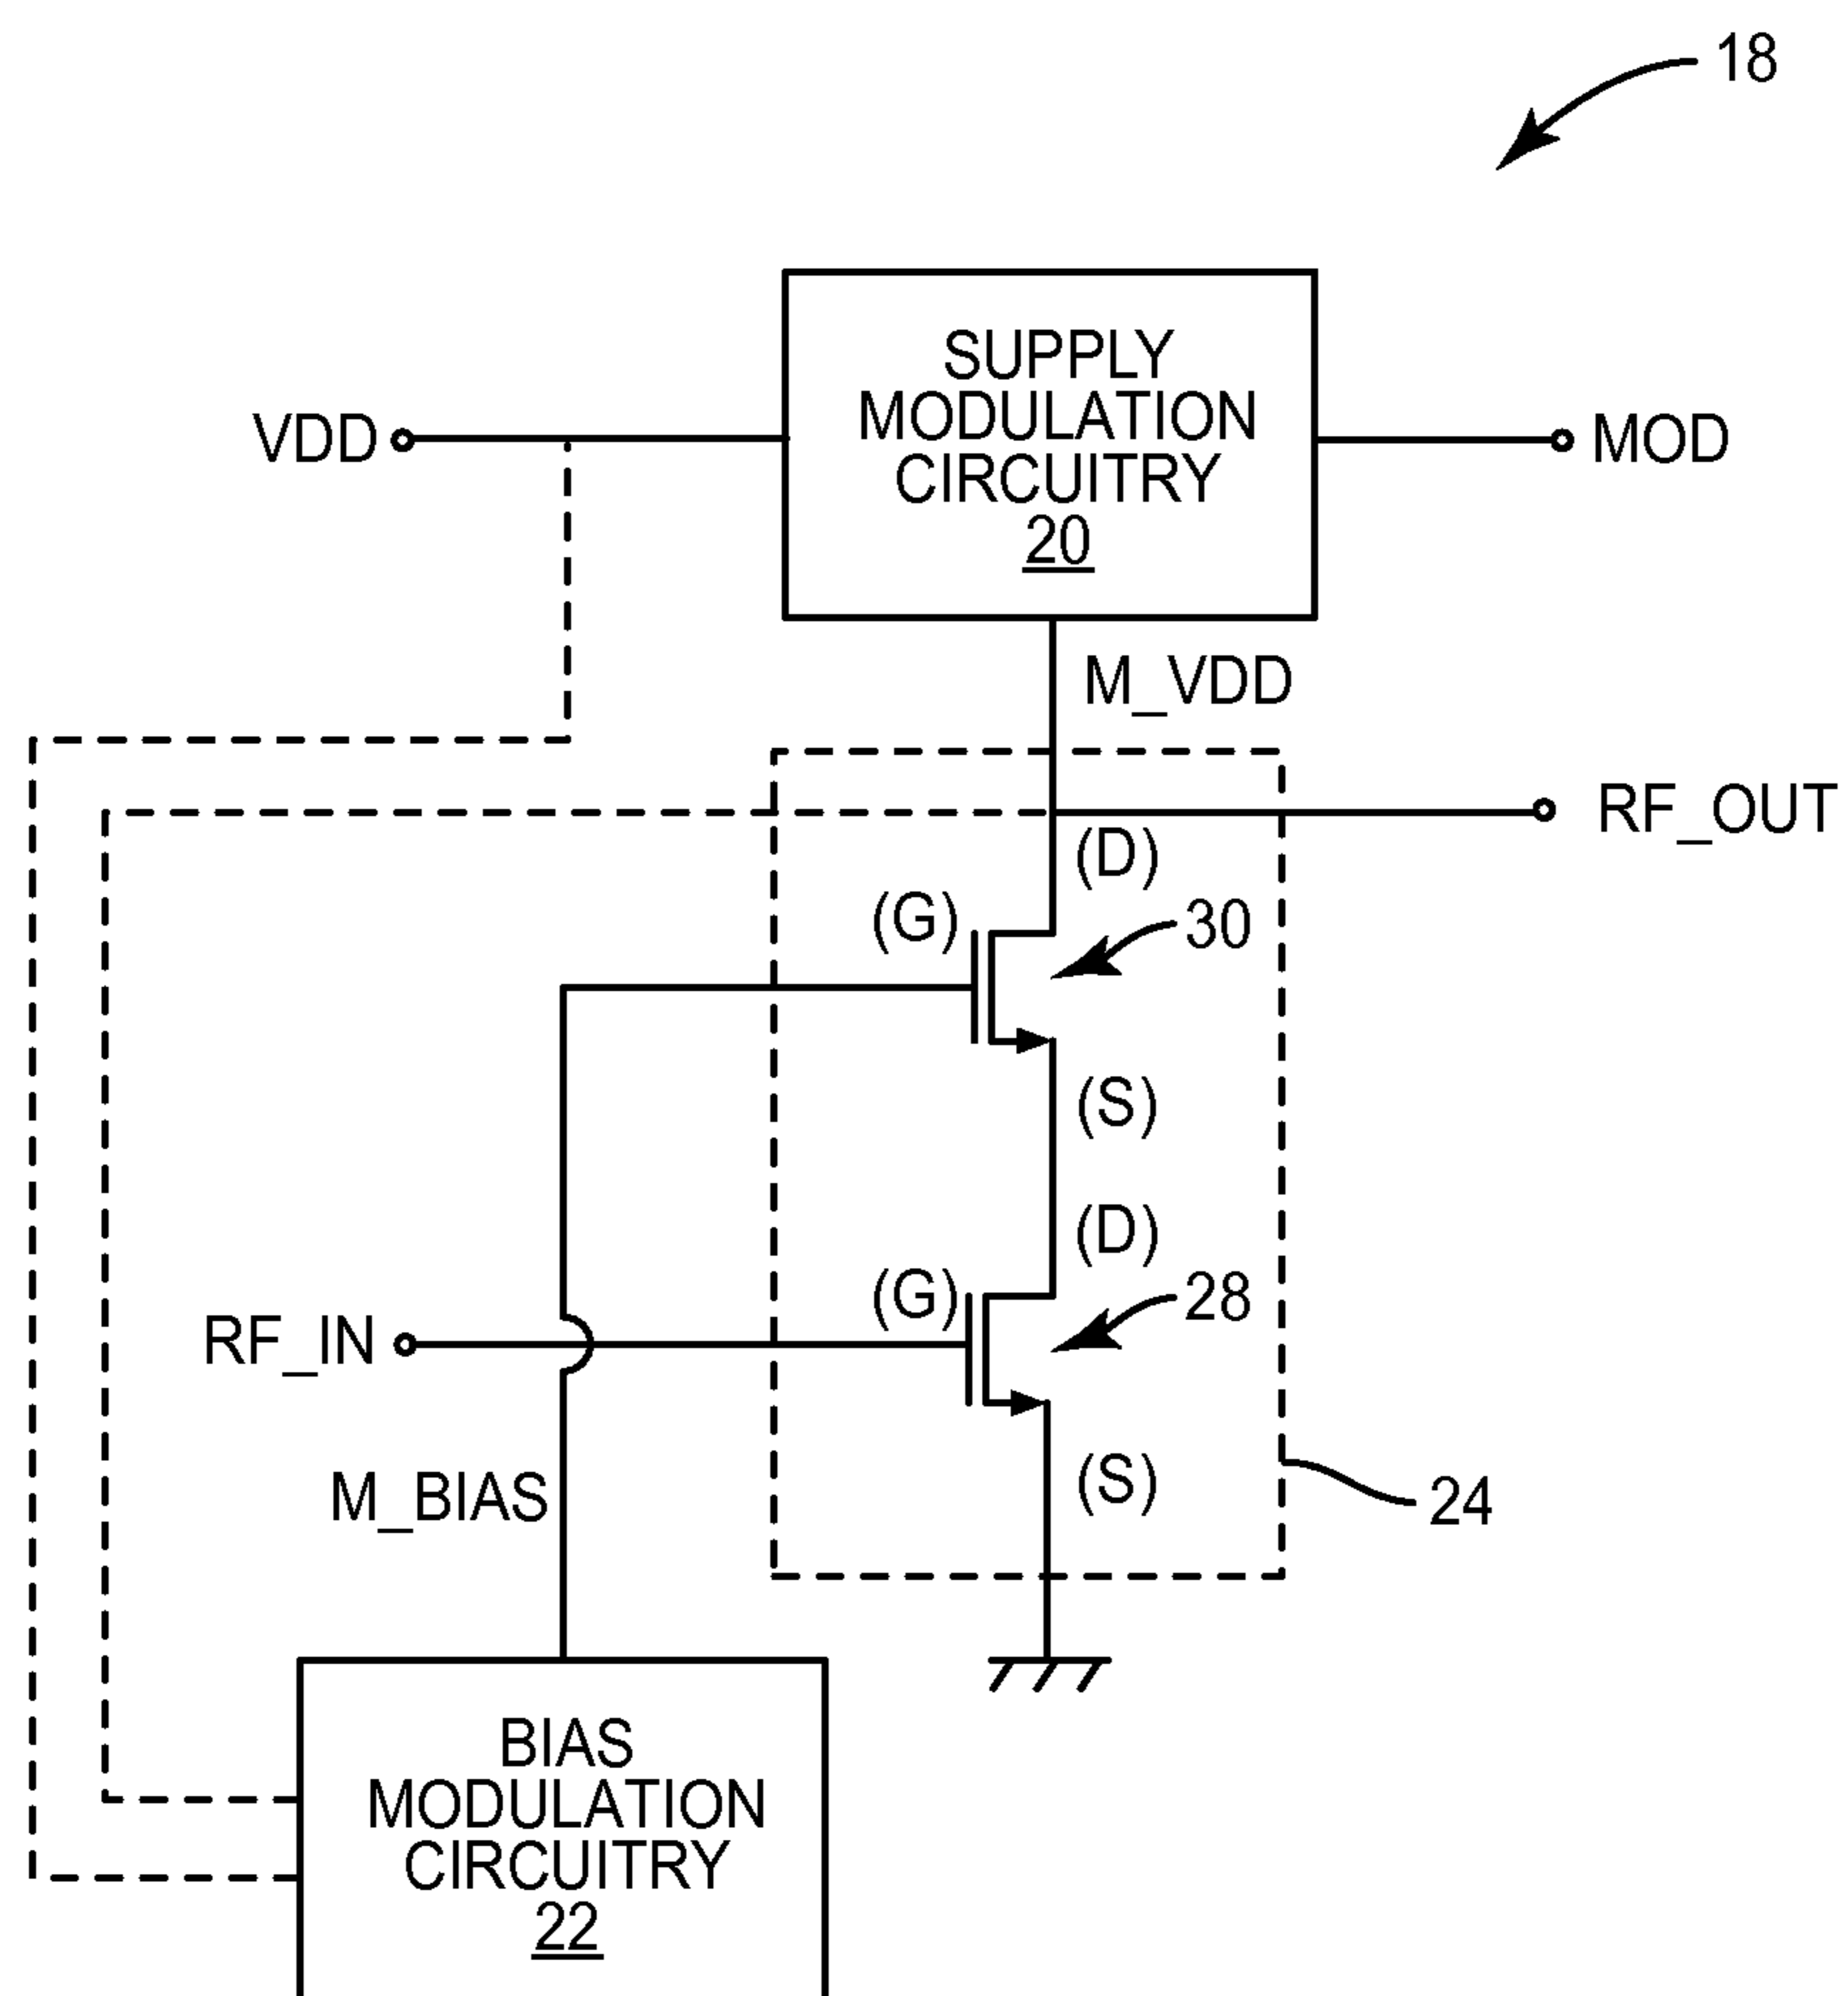 18
SUPPLY
MODULATION
CIRCUITRY
20
VDD
MOD
M_VDD
RF_OUT
(D)
(G)
30
(S)
(D)
(G)
28
RF_IN
(S)
M_BIAS
24
BIAS
MODULATION
CIRCUITRY
22